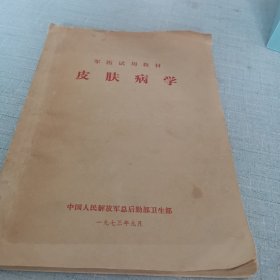 军医试用教材
皮肤病学
中国人民解放军总后勤部卫生部
一九七三年九月